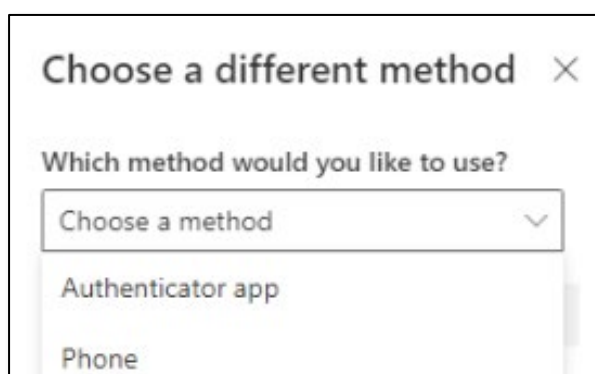 Choose a different method
Which method would you like to use?
Choose a method
Authenticator app
Phone